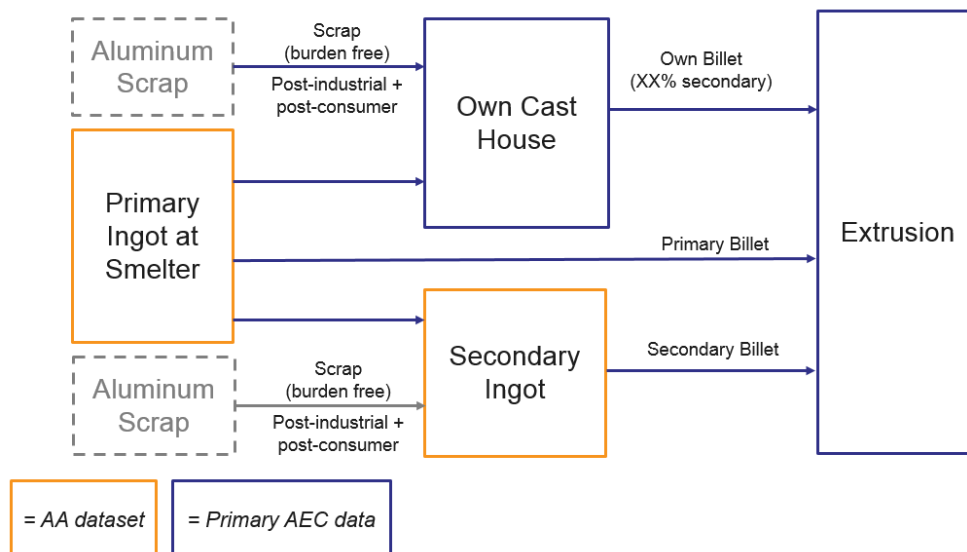 Aluminum
Scrap
Scrap
(burden free)
Post-industrial +
post-consumer
Own Cast
House
Own Billet
(XX% secondary)
Primary
Ingot at
Smelter
Primary Billet
Extrusion
Aluminum
Scrap
Scrap
(burden free)
Post-industrial +
post-consumer
Secondary
Ingot
Secondary Billet
= AA dataset
= Primary AEC data